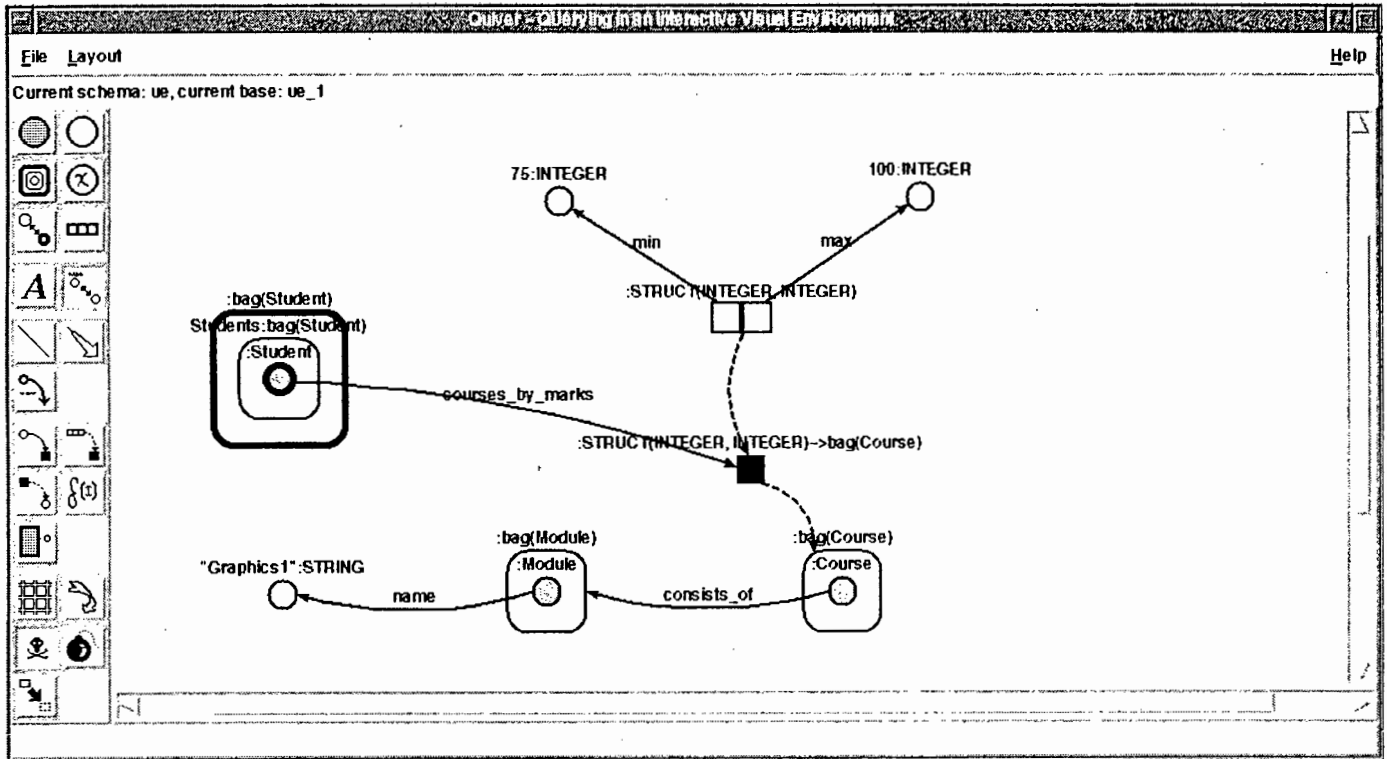 Quiver - Querying in an Interactive Visual Environment
File Layout Help
Current schema: ue, current base: ue_1
75:INTEGER
100:INTEGER
min
max
:STRUCT(INTEGER, INTEGER)
:bag(Student)
Students:bag(Student)
:Student
courses_by_marks
:STRUCT(INTEGER, INTEGER)->bag(Course)
:bag(Module)
:bag(Course)
"Graphics1":STRING
:Module
:Course
name
consists_of
A